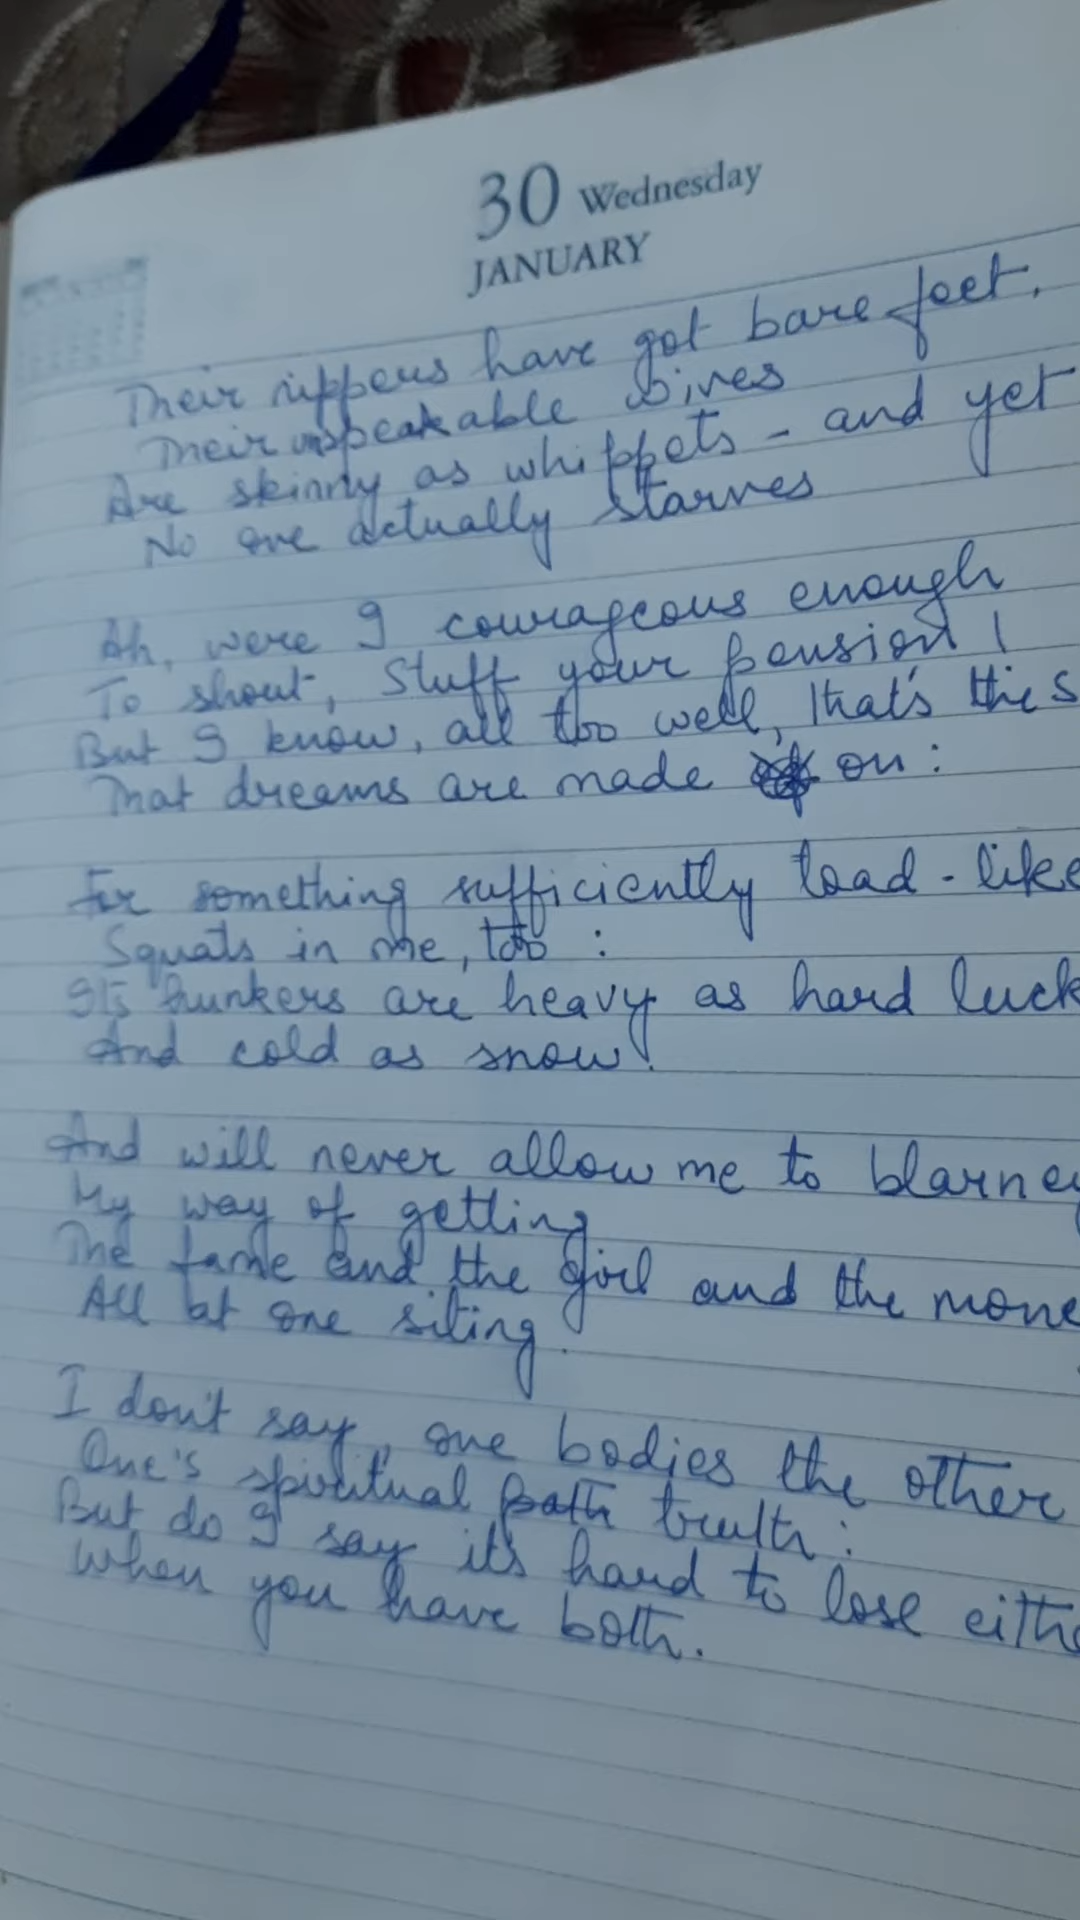 30 Wednesday
JANUARY
Their nippers have got bare feet.
Their unspeakable wives
Are skinny as whippets - and yet
No one actually starves
Ah, were I courageous enough
To shout, Stuff your pension!
But I know, all too well, that's the s
That dreams are made on:
For something sufficiently toad-like
Squats in me, too:
Its hunkers are heavy as hard luck
And cold as snow.
And will never allow me to blarney
My way of getting
The fame and the girl and the mone
All at one siting.
I don't say, one bodies the other
One's spiritual truth:
But do I say it's hard to lose eithe
When you have both.